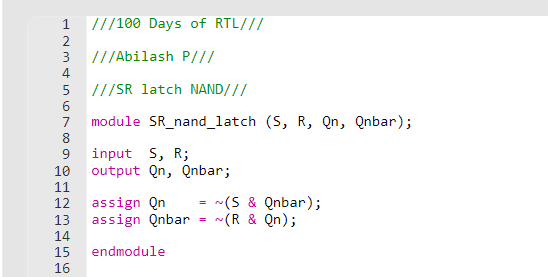 1 ///100 Days of RTL///
2
3 ///Abilash P///
4
5 ///SR latch NAND///
6
7 module SR_nand_latch (S, R, Qn, Qnbar);
8
9 input  S, R;
10 output Qn, Qnbar;
11
12 assign Qn    = ~(S & Qnbar);
13 assign Qnbar = ~(R & Qn);
14
15 endmodule
16